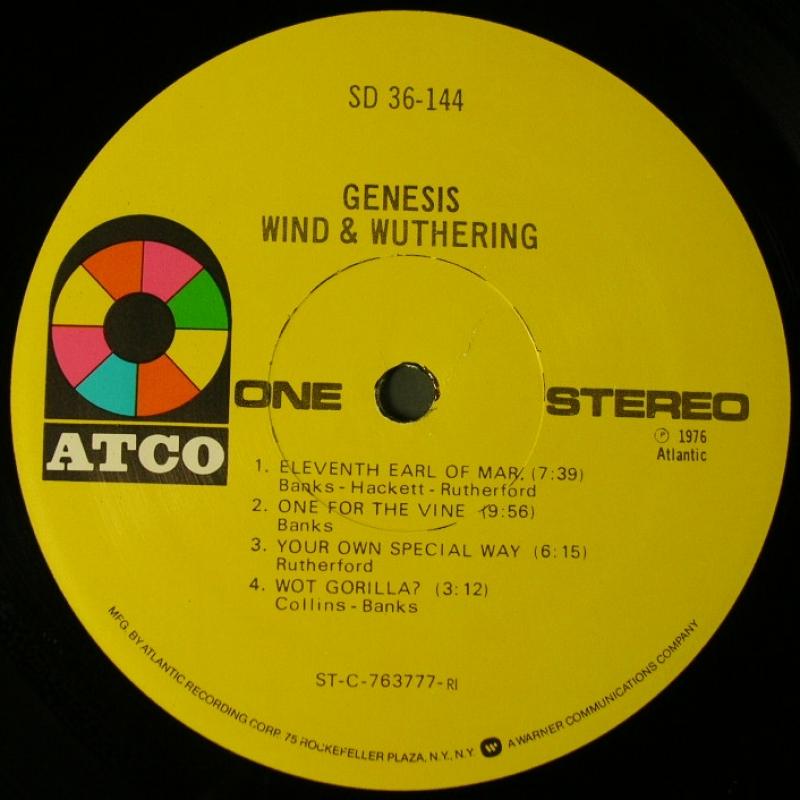 SD 36-144
GENESIS
WIND & WUTHERING
ATCO
ONE
STEREO
℗ 1976
Atlantic
1. ELEVENTH EARL OF MAR. (7:39)
Banks - Hackett - Rutherford
2. ONE FOR THE VINE (9:56)
Banks
3. YOUR OWN SPECIAL WAY (6:15)
Rutherford
4. WOT GORILLA? (3:12)
Collins - Banks
ST-C-763777-RI
MFG. BY ATLANTIC RECORDING CORP. 75 ROCKEFELLER PLAZA, N.Y., N.Y. W A WARNER COMMUNICATIONS COMPANY